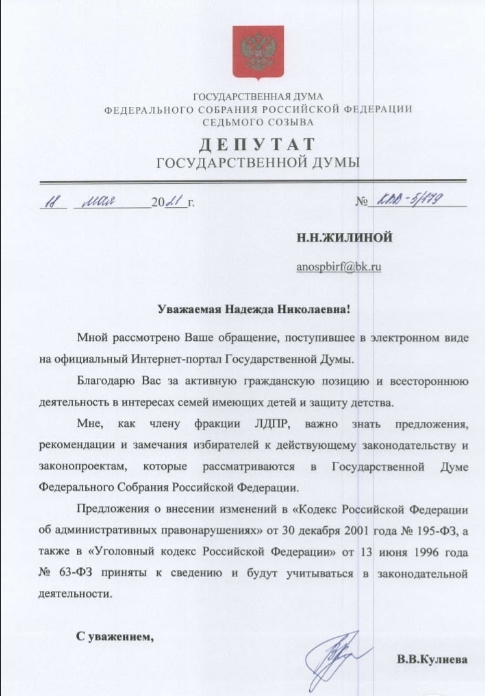 ГОСУДАРСТВЕННАЯ ДУМА
ФЕДЕРАЛЬНОГО СОБРАНИЯ РОССИЙСКОЙ ФЕДЕРАЦИИ
СЕДЬМОГО СОЗЫВА
ДЕПУТАТ
ГОСУДАРСТВЕННОЙ ДУМЫ
18 мая 2021 г. № КВВ-5/179
Н.Н.ЖИЛИНОЙ
anospbirf@bk.ru
Уважаемая Надежда Николаевна!
Мной рассмотрено Ваше обращение, поступившее в электронном виде
на официальный Интернет-портал Государственной Думы.
Благодарю Вас за активную гражданскую позицию и всестороннюю
деятельность в интересах семей имеющих детей и защиту детства.
Мне, как члену фракции ЛДПР, важно знать предложения,
рекомендации и замечания избирателей к действующему законодательству и
законопроектам, которые рассматриваются в Государственной Думе
Федерального Собрания Российской Федерации.
Предложения о внесении изменений в «Кодекс Российской Федерации
об административных правонарушениях» от 30 декабря 2001 года № 195-ФЗ, а
также в «Уголовный кодекс Российской Федерации» от 13 июня 1996 года
№ 63-ФЗ приняты к сведению и будут учитываться в законодательной
деятельности.
С уважением,
В.В.Кулиева